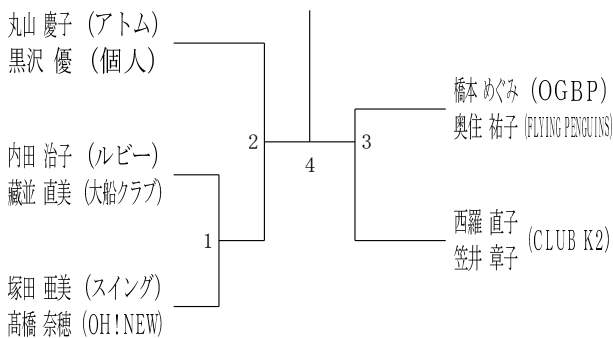 丸山 慶子 (アトム)
黒沢 優 (個人)
内田 治子 (ルビー)
藏並 直美 (大船クラブ)
塚田 亜美 (スイング)
髙橋 奈穂 (OH!NEW)
1
2
4
3
橋本 めぐみ (OGBP)
奥住 祐子 (FLYING PENGUINS)
西羅 直子
笠井 章子
(CLUB K2)